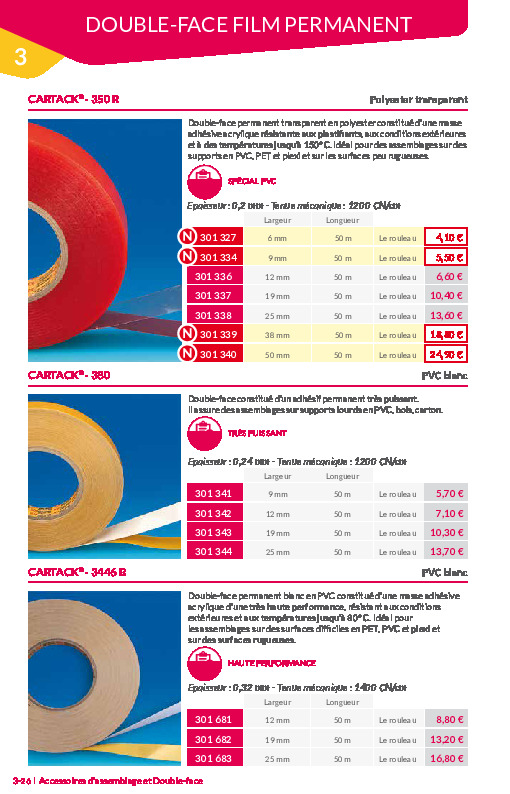 DOUBLE-FACE FILM PERMANENT
3
CARTACK® - 350 R
Polyester transparent
Double-face permanent transparent en polyester constitué d'une masse
adhésive acrylique résistante aux plastifiants, aux conditions extérieures
et à des températures jusqu'à 150° C. Idéal pour des assemblages sur des
supports en PVC, PET et plexi et sur les surfaces peu rugueuses.
SPÉCIAL PVC
Epaisseur : 0,2 mm - Tenue mécanique : 1200 CN/cm
Largeur Longueur
N 301 327 6 mm 50 m Le rouleau 4,10 €
N 301 334 9 mm 50 m Le rouleau 5,50 €
301 336 12 mm 50 m Le rouleau 6,60 €
301 337 19 mm 50 m Le rouleau 10,40 €
301 338 25 mm 50 m Le rouleau 13,60 €
N 301 339 38 mm 50 m Le rouleau €
N 301 340 50 mm 50 m Le rouleau 24,90 €
CARTACK® - 380
PVC blanc
Double-face constitué d'un adhésif permanent très puissant.
Il assure des assemblages sur supports lourds en PVC, bois, carton.
TRÈS PUISSANT
Epaisseur : 0,24 mm - Tenue mécanique : 1200 CN/cm
Largeur Longueur
301 341 9 mm 50 m Le rouleau 5,70 €
301 342 12 mm 50 m Le rouleau 7,10 €
301 343 19 mm 50 m Le rouleau 10,30 €
301 344 25 mm 50 m Le rouleau 13,70 €
CARTACK® - 3446 B
PVC blanc
Double-face permanent blanc en PVC constitué d'une masse adhésive
acrylique d'une très haute performance, résistant aux conditions
extérieures et aux températures jusqu'à 80° C. Idéal pour
les assemblages sur des surfaces difficiles en PET, PVC et plexi et
sur des surfaces rugueuses.
HAUTE PERFORMANCE
Epaisseur : 0,32 mm - Tenue mécanique : 1400 CN/cm
Largeur Longueur
301 681 12 mm 50 m Le rouleau 8,80 €
301 682 19 mm 50 m Le rouleau 13,20 €
301 683 25 mm 50 m Le rouleau 16,80 €
3-26 I Accessoires d'assemblage et Double-face